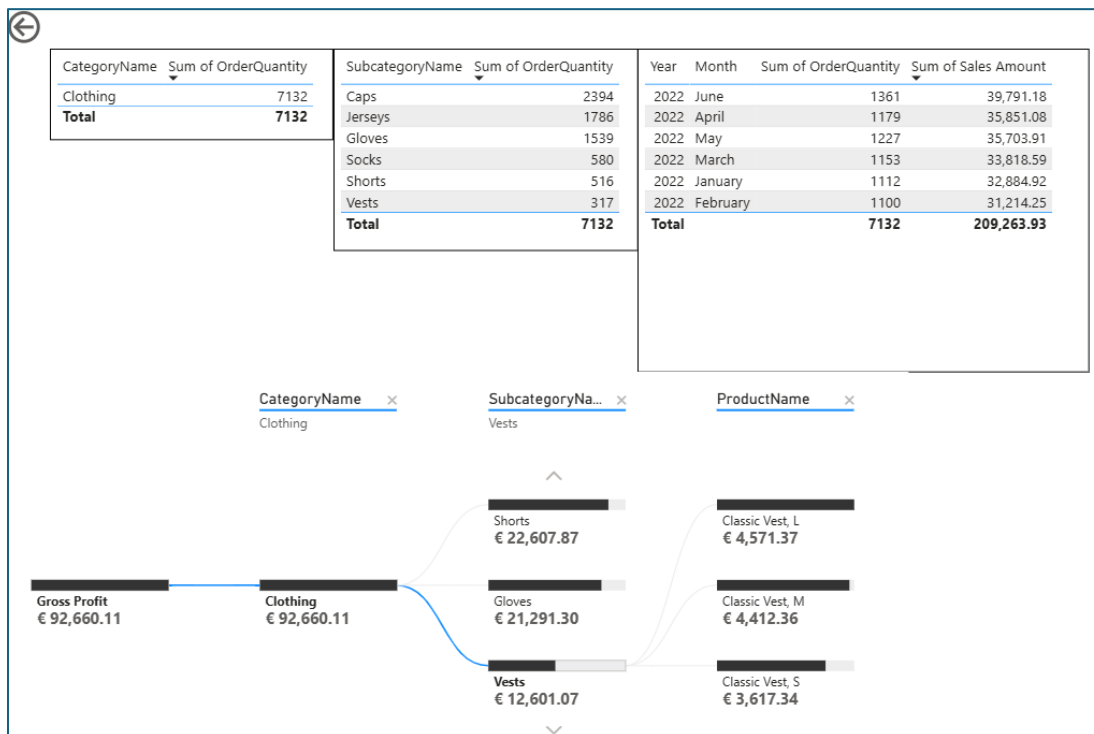 CategoryName Sum of OrderQuantity
Clothing 7132
Total 7132
SubcategoryName Sum of OrderQuantity
Caps 2394
Jerseys 1786
Gloves 1539
Socks 580
Shorts 516
Vests 317
Total 7132
Year Month Sum of OrderQuantity Sum of Sales Amount
2022 June 1361 39,791.18
2022 April 1179 35,851.08
2022 May 1227 35,703.91
2022 March 1153 33,818.59
2022 January 1112 32,884.92
2022 February 1100 31,214.25
Total 7132 209,263.93
CategoryName ×
Clothing
SubcategoryNa... ×
Vests
ProductName ×
Gross Profit
€ 92,660.11
Clothing
€ 92,660.11
Shorts
€ 22,607.87
Gloves
€ 21,291.30
Vests
€ 12,601.07
Classic Vest, L
€ 4,571.37
Classic Vest, M
€ 4,412.36
Classic Vest, S
€ 3,617.34